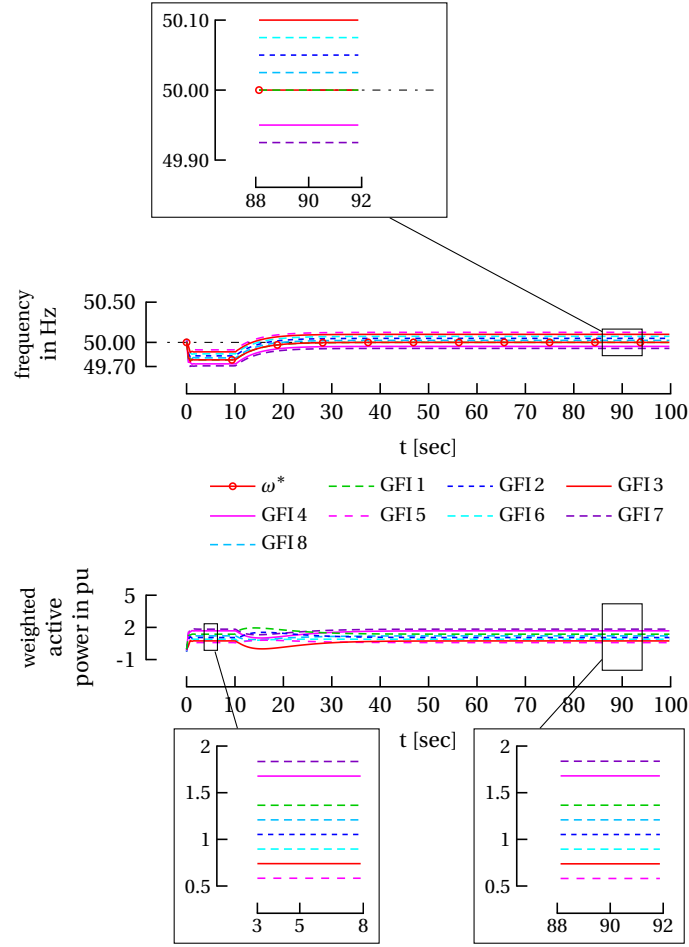 50.10
50.00
49.90
88 90 92
frequency
in Hz
50.50
50.00
49.70
0 10 20 30 40 50 60 70 80 90 100
t [sec]
ω* GFI 1 GFI 2 GFI 3
GFI 4 GFI 5 GFI 6 GFI 7
GFI 8
weighted
active
power in pu
5
2
-1
0 10 20 30 40 50 60 70 80 90 100
t [sec]
2
1.5
1
0.5
3 5 8
2
1.5
1
0.5
88 90 92